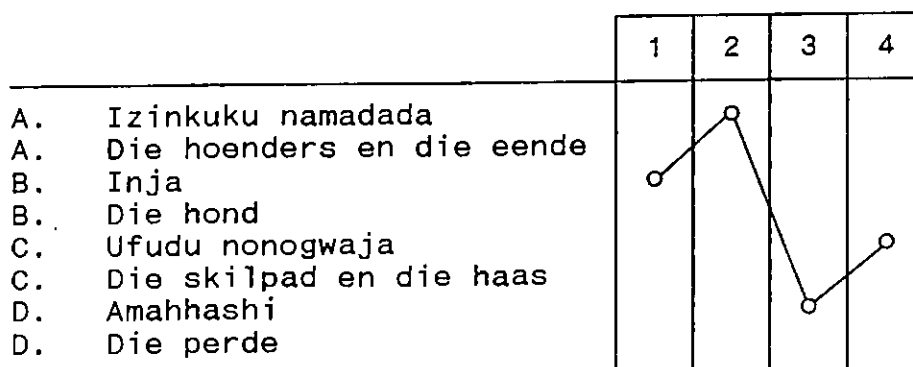 1 2 3 4
A. Izinkuku namadada
A. Die hoenders en die eende
B. Inja
B. Die hond
C. Ufudu nonogwaja
C. Die skilpad en die haas
D. Amahhashi
D. Die perde